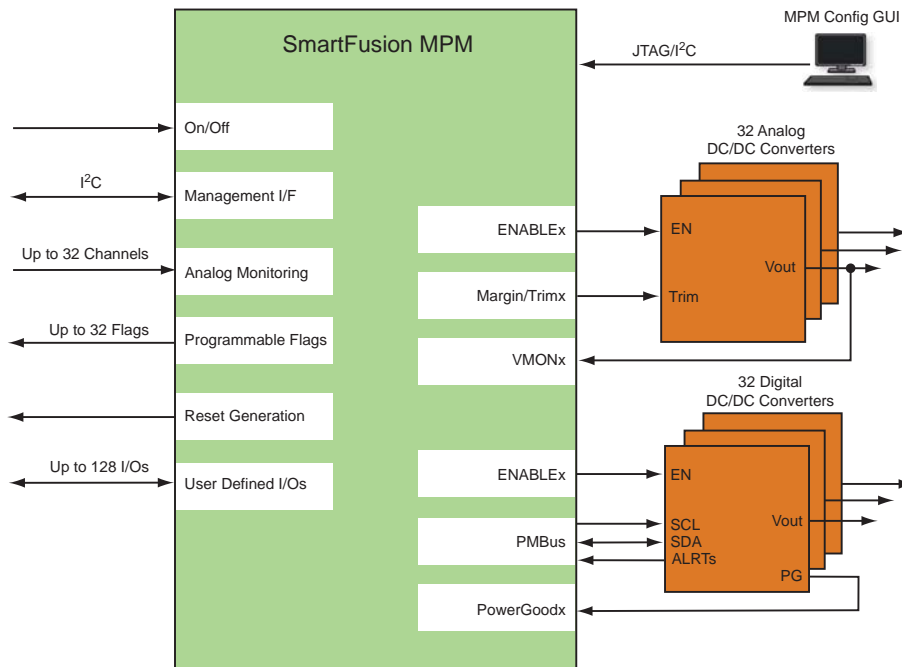 MPM Config GUI
SmartFusion MPM
JTAG/I²C
On/Off
I²C
Management I/F
Up to 32 Channels
Analog Monitoring
Up to 32 Flags
Programmable Flags
Reset Generation
Up to 128 I/Os
User Defined I/Os
ENABLEx
Margin/Trimx
VMONx
ENABLEx
PMBus
PowerGoodx
32 Analog
DC/DC Converters
EN
Vout
Trim
32 Digital
DC/DC Converters
EN
SCL
Vout
SDA
ALRTs
PG